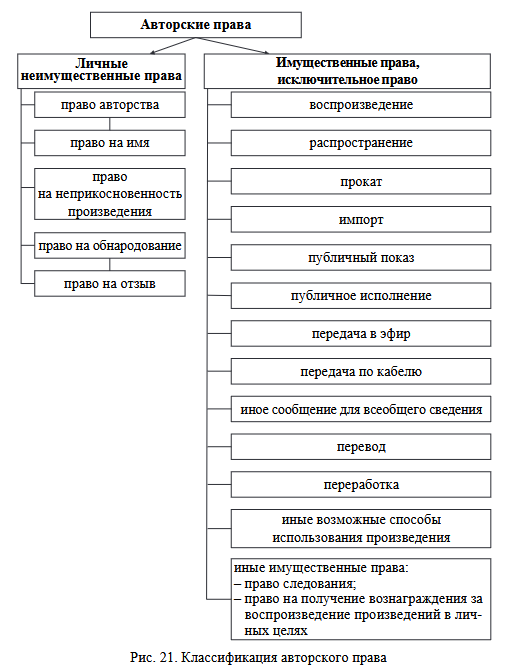 Авторские права
Личные
неимущественные права
право авторства
право на имя
право
на неприкосновенность
произведения
право на обнародование
право на отзыв
Имущественные права,
исключительное право
воспроизведение
распространение
прокат
импорт
публичный показ
публичное исполнение
передача в эфир
передача по кабелю
иное сообщение для всеобщего сведения
перевод
переработка
иные возможные способы
использования произведения
иные имущественные права:
– право следования;
– право на получение вознаграждения за
воспроизведение произведений в лич-
ных целях
Рис. 21. Классификация авторского права